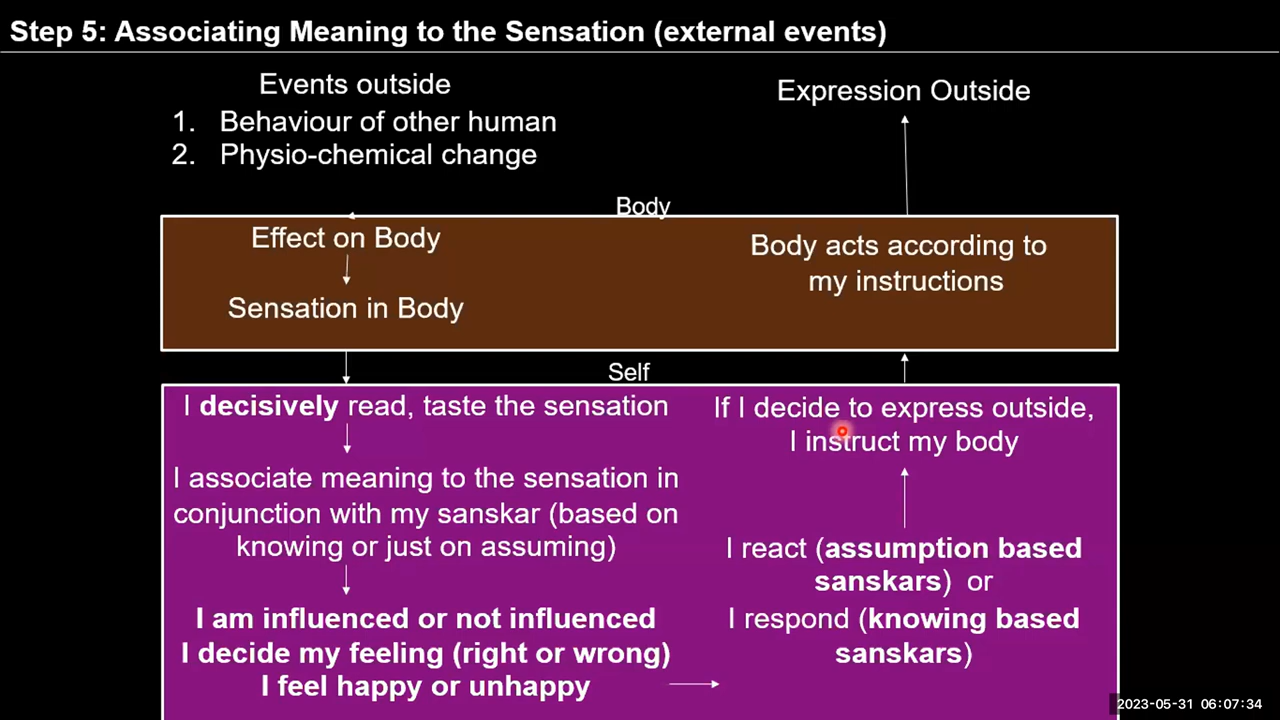 Step 5: Associating Meaning to the Sensation (external events)
Events outside
1. Behaviour of other human
2. Physio-chemical change
Expression Outside
Body
Effect on Body
Sensation in Body
Body acts according to
my instructions
Self
I decisively read, taste the sensation
I associate meaning to the sensation in
conjunction with my sanskar (based on
knowing or just on assuming)
I am influenced or not influenced
I decide my feeling (right or wrong)
I feel happy or unhappy
If I decide to express outside,
I instruct my body
I react (assumption based
sanskars) or
I respond (knowing based
sanskars)
2023-05-31 06:07:34